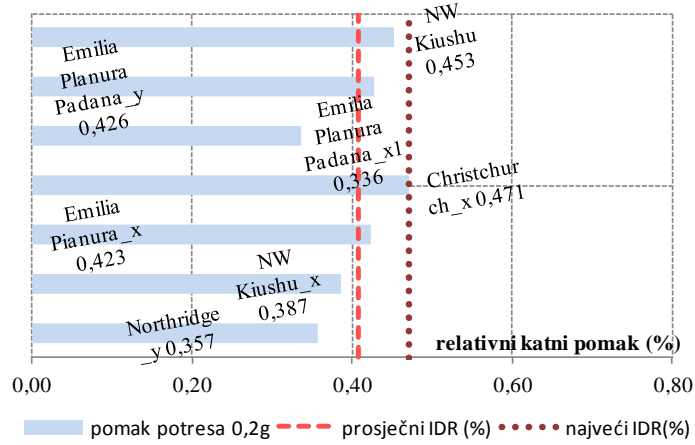 NW
Kiushu
0,453
Emilia
Planura
Padana_y
0,426
Emilia
Planura
Padana_x1
0,336
Christchur
ch_x 0,471
Emilia
Pianura_x
0,423
NW
Kiushu_x
0,387
Northridge
_y 0,357
relativni katni pomak (%)
0,00 0,20 0,40 0,60 0,80
pomak potresa 0,2g prosječni IDR (%) najveći IDR(%)